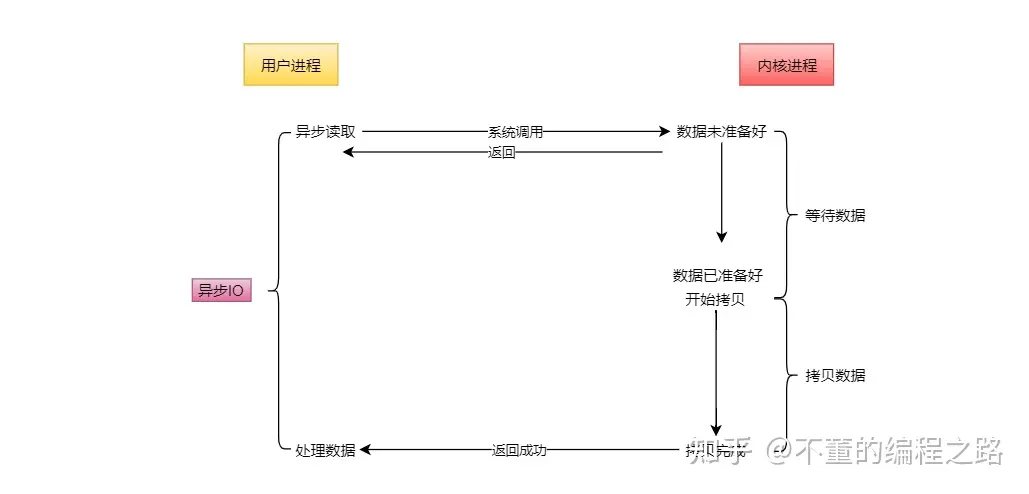 用户进程
内核进程
异步读取
系统调用
数据未准备好
返回
等待数据
数据已准备好
开始拷贝
异步IO
拷贝数据
处理数据
返回成功
拷贝完成
知乎 @不董的编程之路